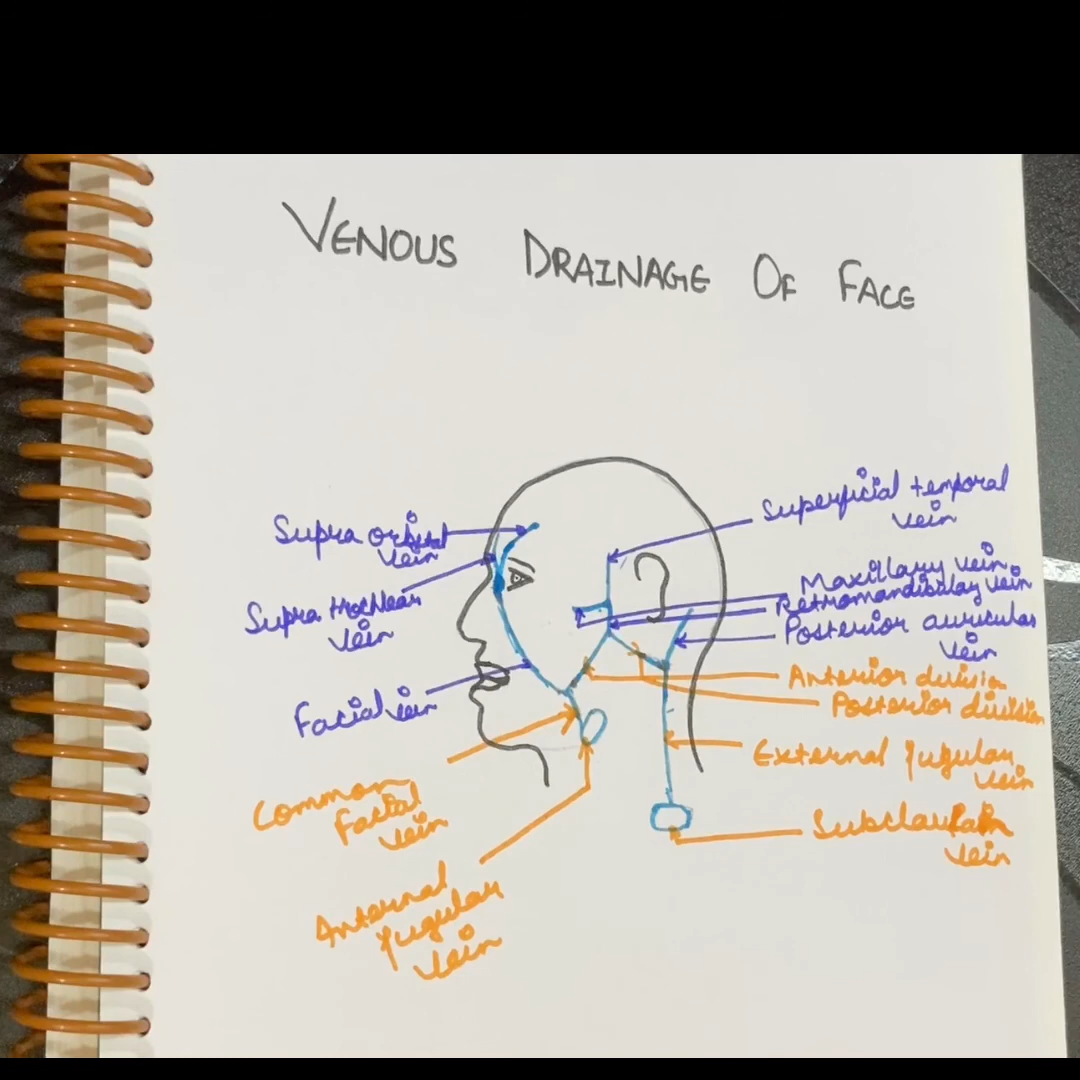 VENOUS DRAINAGE OF FACE
Supra orbital
vein
Supra trochlear
vein
Facial vein
Common
Facial
vein
Internal
jugular
vein
Superficial temporal
vein
Maxillary vein
Retromandibular vein
Posterior auricular
vein
Anterior division
Posterior division
External jugular
vein
Subclavian
vein